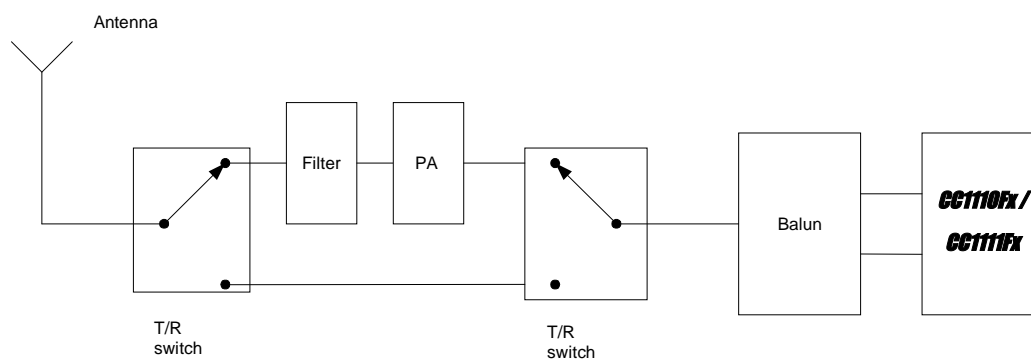 Antenna
Filter
PA
Balun
CC1110Fx /
CC1111Fx
T/R
switch
T/R
switch